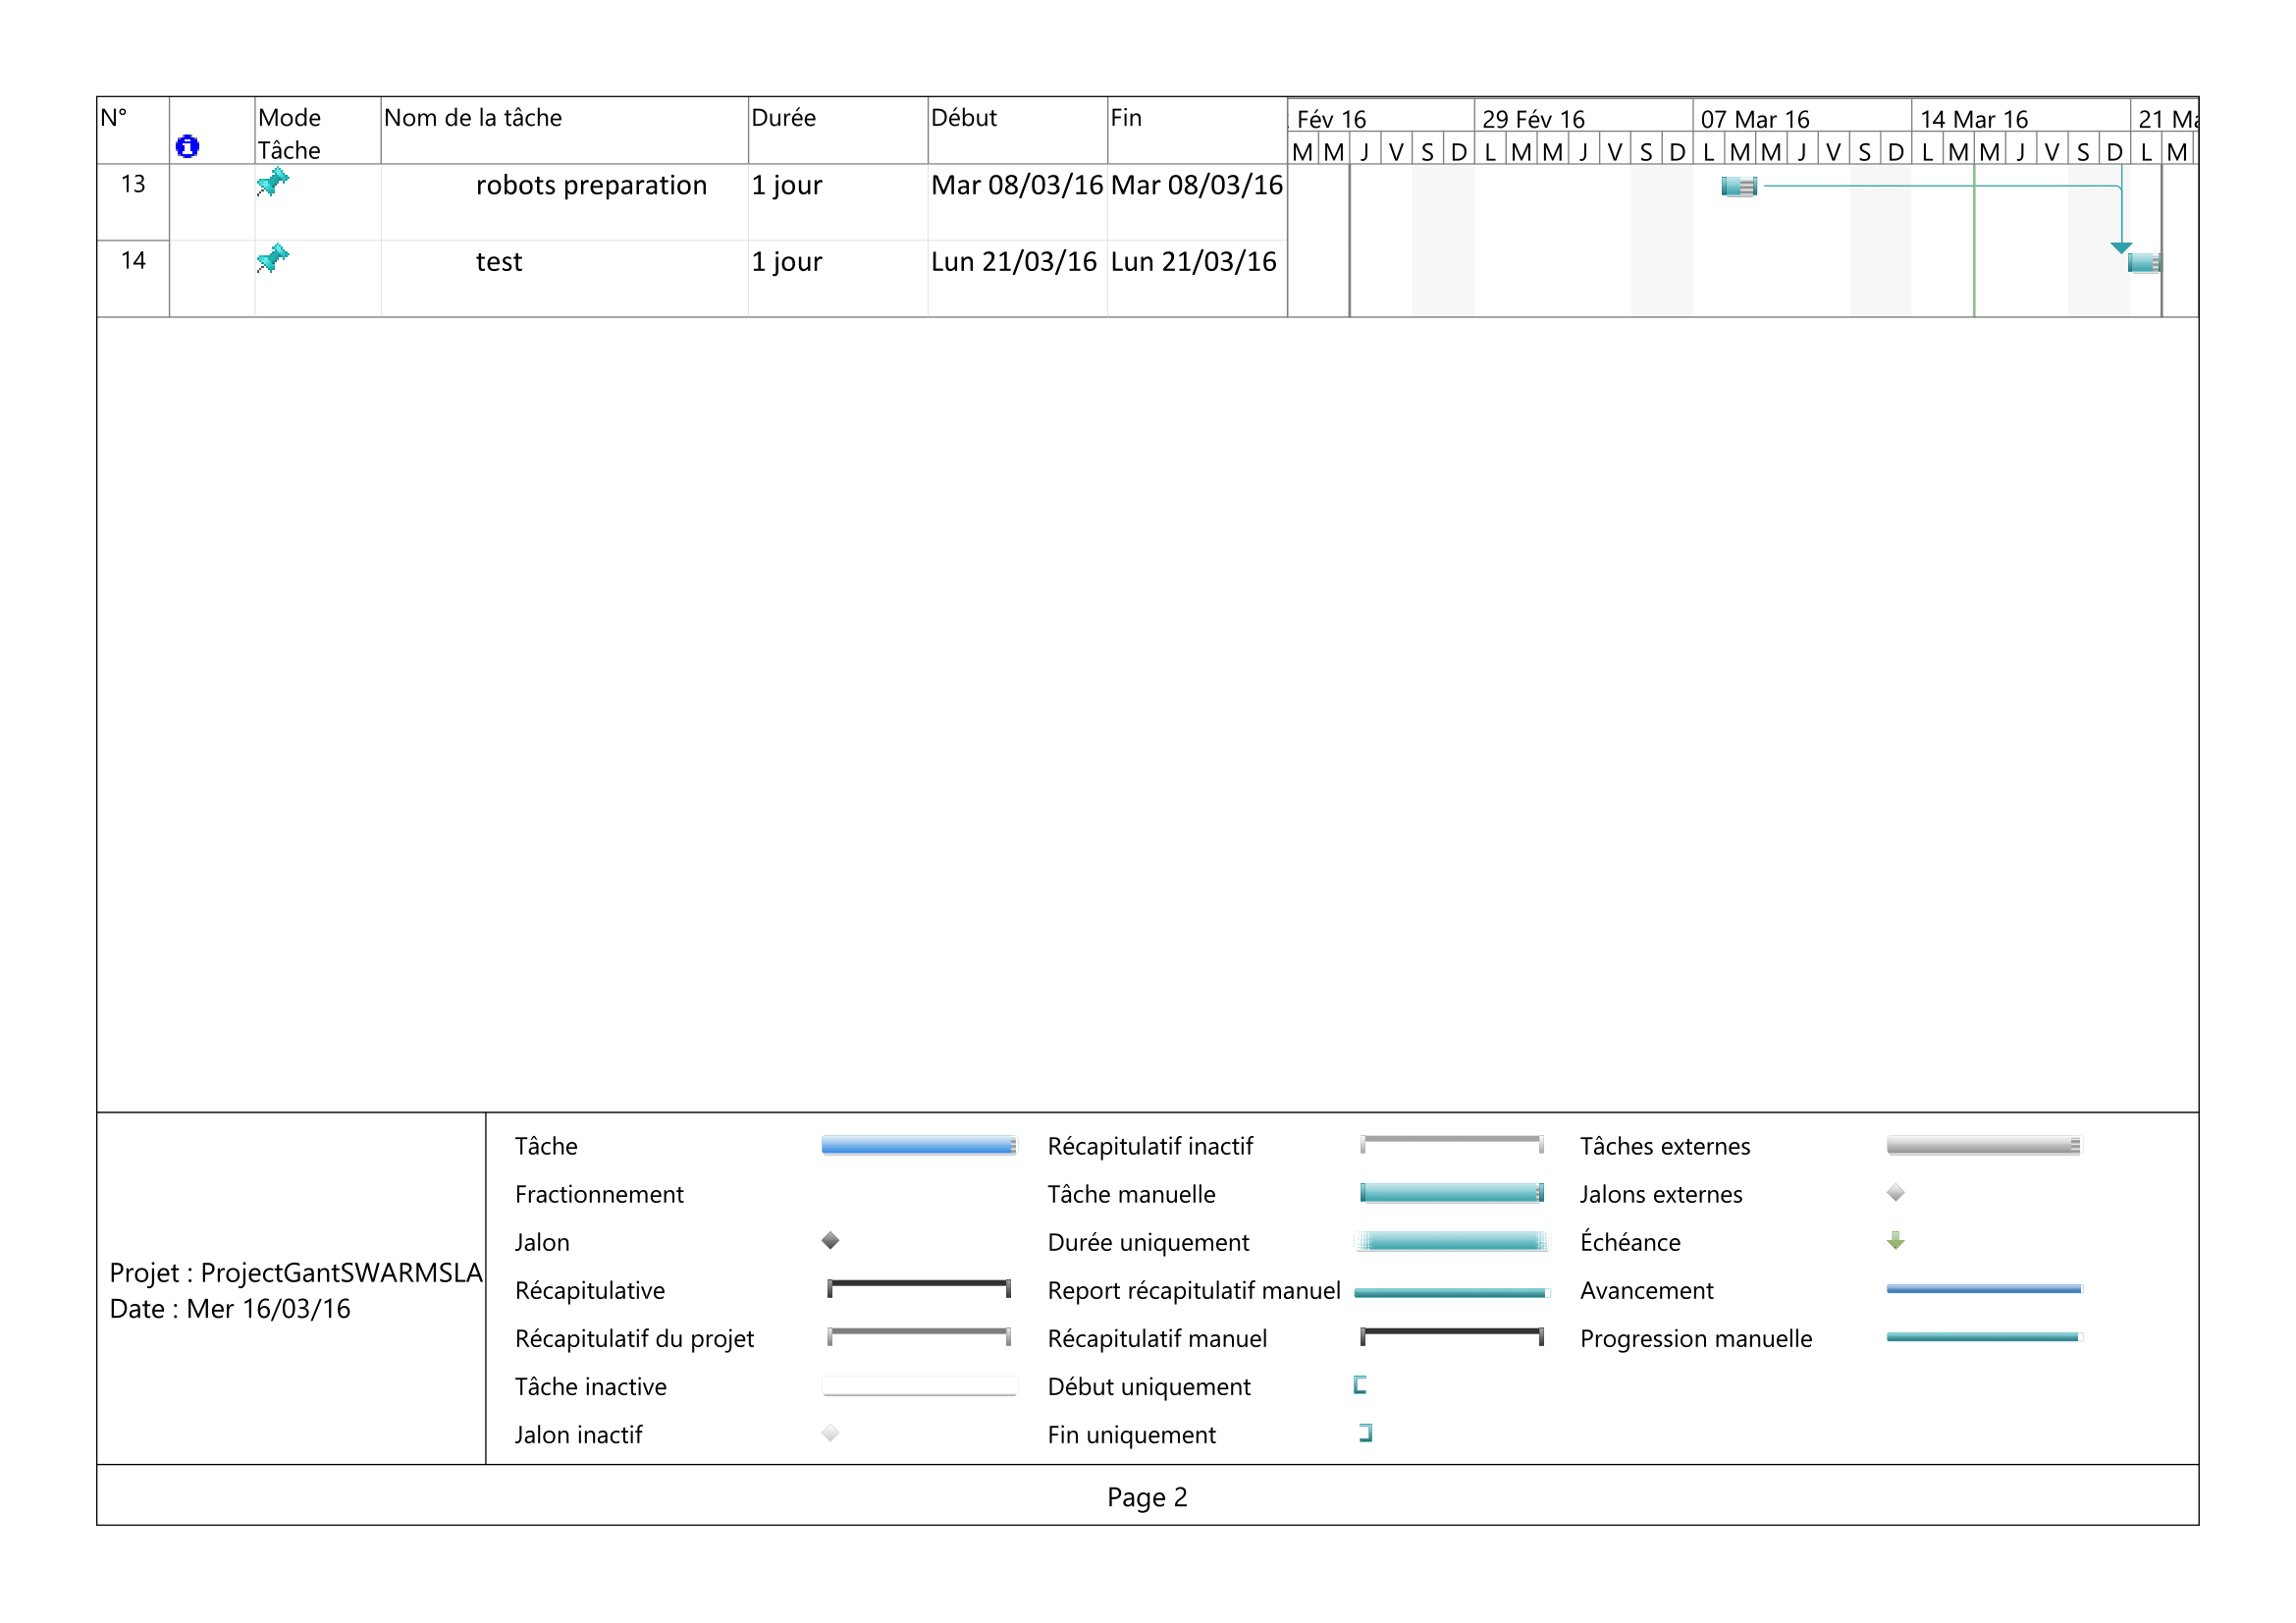 N° Mode Tâche Nom de la tâche Durée Début Fin
Fév 16 29 Fév 16 07 Mar 16 14 Mar 16 21 Ma
M M J V S D L M M J V S D L M M J V S D L M M J V S D L M
13 robots preparation 1 jour Mar 08/03/16 Mar 08/03/16
14 test 1 jour Lun 21/03/16 Lun 21/03/16
Projet : ProjectGantSWARMSLA
Date : Mer 16/03/16
Tâche
Fractionnement
Jalon
Récapitulative
Récapitulatif du projet
Tâche inactive
Jalon inactif
Récapitulatif inactif
Tâche manuelle
Durée uniquement
Report récapitulatif manuel
Récapitulatif manuel
Début uniquement
Fin uniquement
Tâches externes
Jalons externes
Échéance
Avancement
Progression manuelle
Page 2